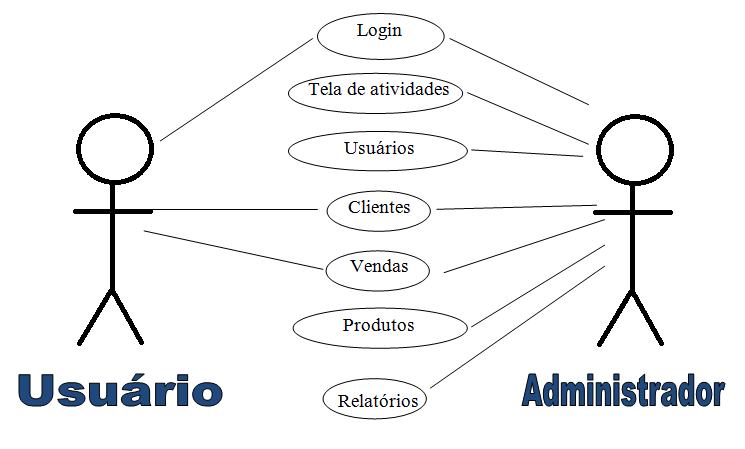 Login
Tela de atividades
Usuários
Clientes
Vendas
Produtos
Relatórios
Usuário
Administrador